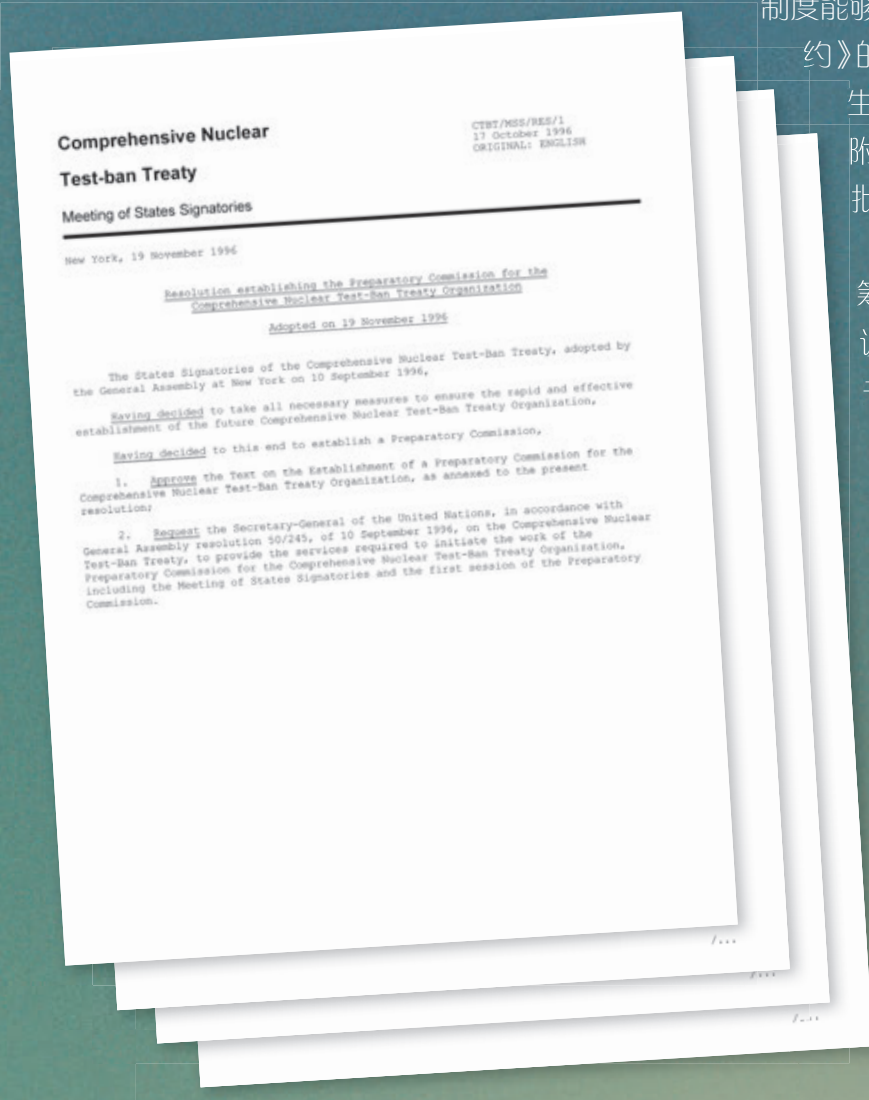 Comprehensive Nuclear
Test-ban Treaty
Meeting of States Signatories
CTBT/MSS/RES/1
17 October 1996
ORIGINAL: ENGLISH
New York, 19 November 1996
Resolution establishing the Preparatory Commission for the
Comprehensive Nuclear Test-Ban Treaty Organization
Adopted on 19 November 1996
The States Signatories of the Comprehensive Nuclear Test-Ban Treaty, adopted by
the General Assembly at New York on 10 September 1996,
Having decided to take all necessary measures to ensure the rapid and effective
establishment of the future Comprehensive Nuclear Test-Ban Treaty Organization,
Having decided to this end to establish a Preparatory Commission,
1. Approve the Text on the Establishment of a Preparatory Commission for the
Comprehensive Nuclear Test-Ban Treaty Organization, as annexed to the present
resolution;
2. Request the Secretary-General of the United Nations, in accordance with
General Assembly resolution 50/245, of 10 September 1996, on the Comprehensive Nuclear
Test-Ban Treaty, to provide the services required to initiate the work of the
Preparatory Commission for the Comprehensive Nuclear Test-Ban Treaty Organization,
including the Meeting of States Signatories and the first session of the Preparatory
Commission.
/...
/...
/...
制度能够
约》的
生
附
批